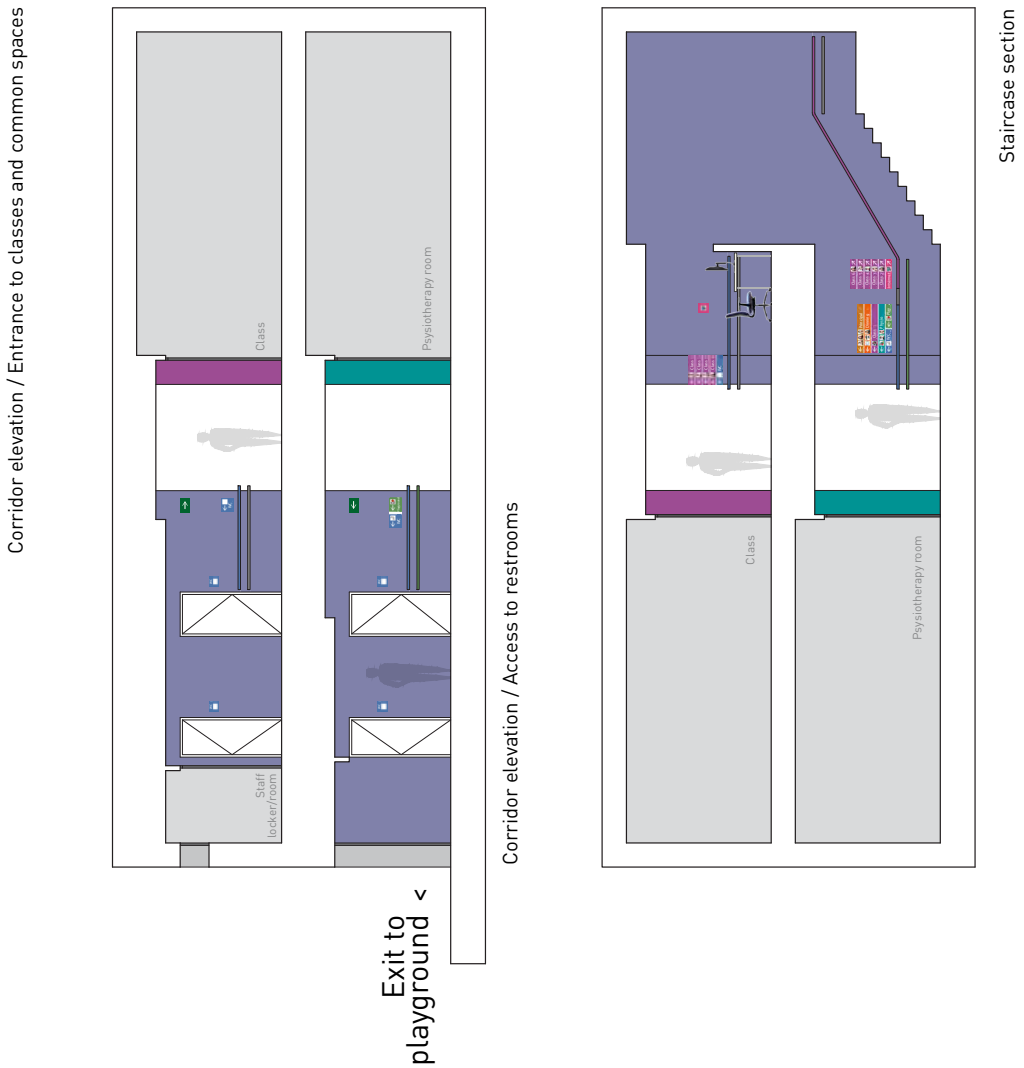 Corridor elevation / Entrance to classes and common spaces
Class
Psysiotherapy room
Staff
locker/room
Exit to
playground <
Corridor elevation / Access to restrooms
Class
Psysiotherapy room
Staircase section